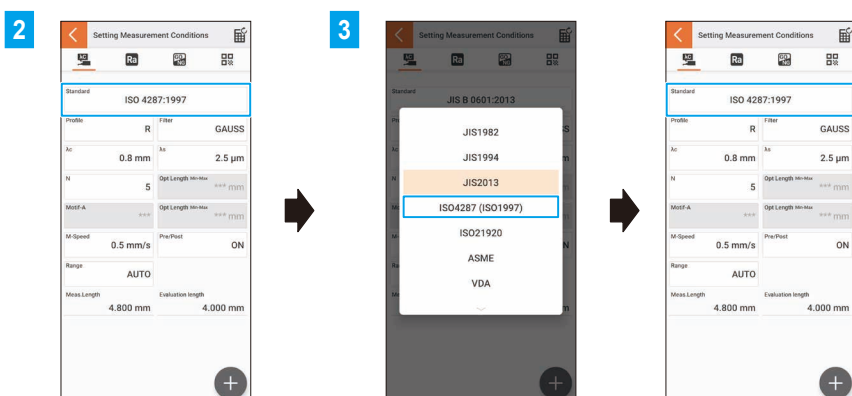 2
Setting Measurement Conditions
Ra
Standard
ISO 4287:1997
Profile
R
Filter
GAUSS
λc
0.8 mm
λs
2.5 µm
N
5
Opt Length Min-Max
*** mm
Motif-A
***
Opt Length Min-Max
*** mm
M-Speed
0.5 mm/s
Pre/Post
ON
Range
AUTO
Meas.Length
4.800 mm
Evaluation length
4.000 mm
+
3
Setting Measurement Conditions
Ra
Standard
JIS B 0601:2013
JIS1982
JIS1994
JIS2013
ISO4287 (ISO1997)
ISO21920
ASME
VDA
+
Setting Measurement Conditions
Ra
Standard
ISO 4287:1997
Profile
R
Filter
GAUSS
λc
0.8 mm
λs
2.5 µm
N
5
Opt Length Min-Max
*** mm
Motif-A
***
Opt Length Min-Max
*** mm
M-Speed
0.5 mm/s
Pre/Post
ON
Range
AUTO
Meas.Length
4.800 mm
Evaluation length
4.000 mm
+